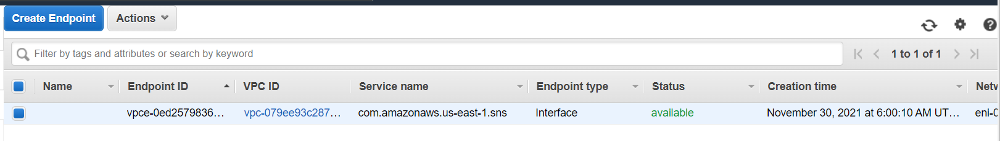 Create Endpoint Actions
Filter by tags and attributes or search by keyword 1 to 1 of 1
Name Endpoint ID VPC ID Service name Endpoint type Status Creation time Netw
vpce-0ed2579836... vpc-079ee93c287... com.amazonaws.us-east-1.sns Interface available November 30, 2021 at 6:00:10 AM UT... eni-0